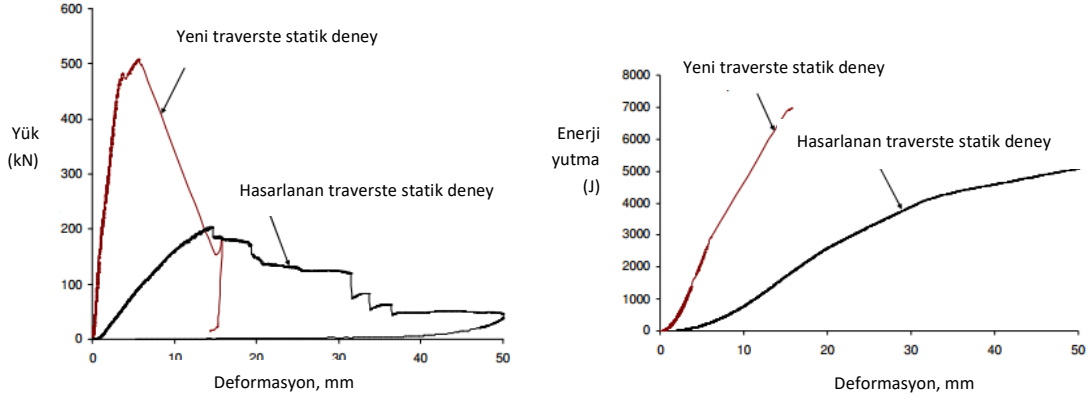 600
500
400
300
200
100
0
Yük
(kN)
Yeni traverste statik deney
Hasarlanan traverste statik deney
0 10 20 30 40 50
Deformasyon, mm
8000
7000
6000
5000
4000
3000
2000
1000
0
Enerji
yutma
(J)
Yeni traverste statik deney
Hasarlanan traverste statik deney
0 10 20 30 40 50
Deformasyon, mm